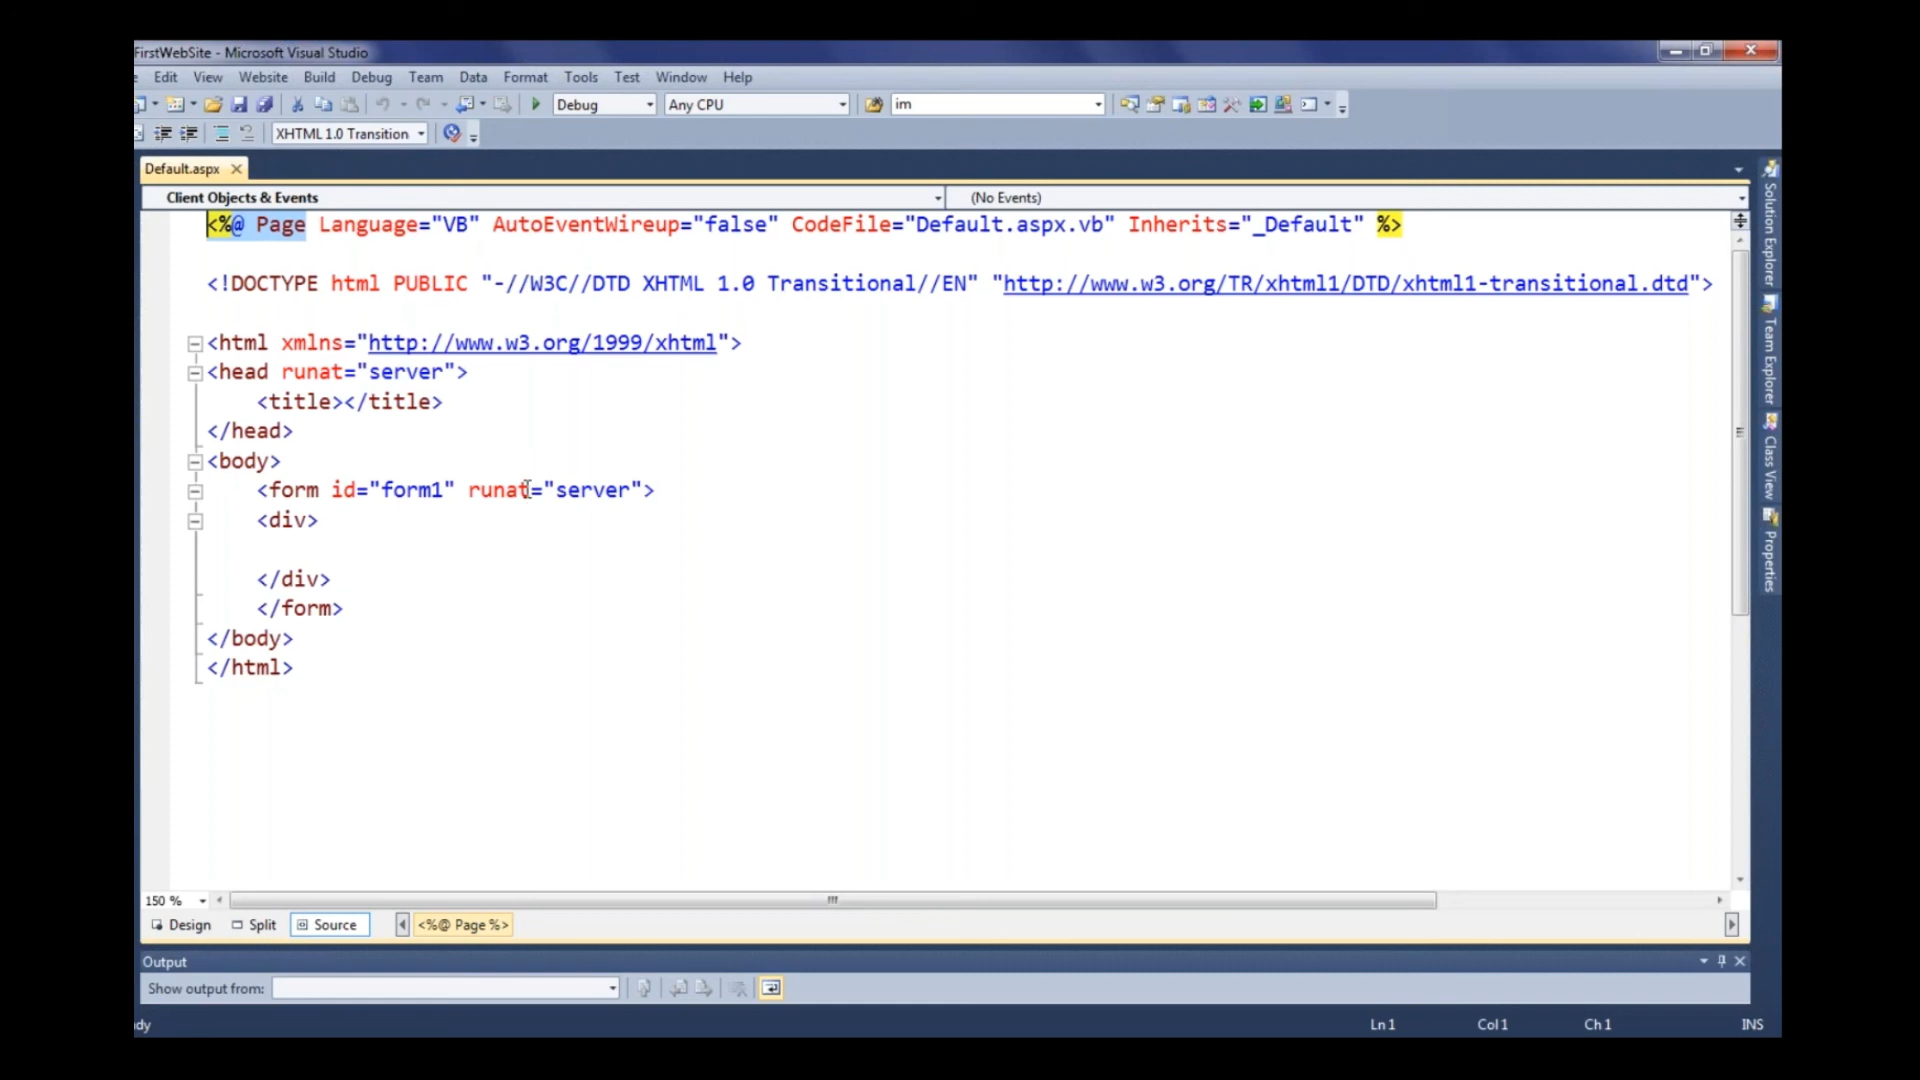 FirstWebSite - Microsoft Visual Studio
Edit View Website Build Debug Team Data Format Tools Test Window Help
Debug Any CPU im
XHTML 1.0 Transition
Default.aspx
Client Objects & Events (No Events)
<%@ Page Language="VB" AutoEventWireup="false" CodeFile="Default.aspx.vb" Inherits="_Default" %>
<!DOCTYPE html PUBLIC "-//W3C//DTD XHTML 1.0 Transitional//EN" "http://www.w3.org/TR/xhtml1/DTD/xhtml1-transitional.dtd">
<html xmlns="http://www.w3.org/1999/xhtml">
<head runat="server">
<title></title>
</head>
<body>
<form id="form1" runat="server">
<div>
</div>
</form>
</body>
</html>
Solution Explorer
Team Explorer
Class View
Properties
150 %
Design Split Source <%@ Page %>
Output
Show output from:
dy Ln 1 Col 1 Ch 1 INS